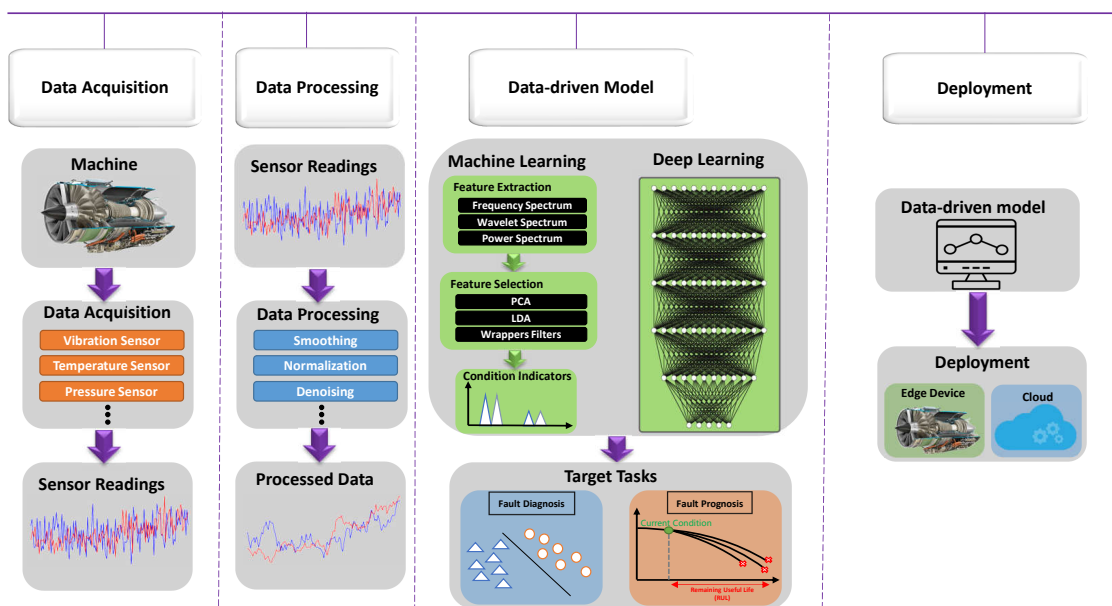 Data Acquisition
Machine
Data Acquisition
Vibration Sensor
Temperature Sensor
Pressure Sensor
Sensor Readings
Data Processing
Sensor Readings
Data Processing
Smoothing
Normalization
Denoising
Processed Data
Data-driven Model
Machine Learning
Feature Extraction
Frequency Spectrum
Wavelet Spectrum
Power Spectrum
Feature Selection
PCA
LDA
Wrappers Filters
Condition Indicators
Deep Learning
Target Tasks
Fault Diagnosis
Fault Prognosis
Current Condition
Remaining Useful Life
(RUL)
Deployment
Data-driven model
Deployment
Edge Device
Cloud